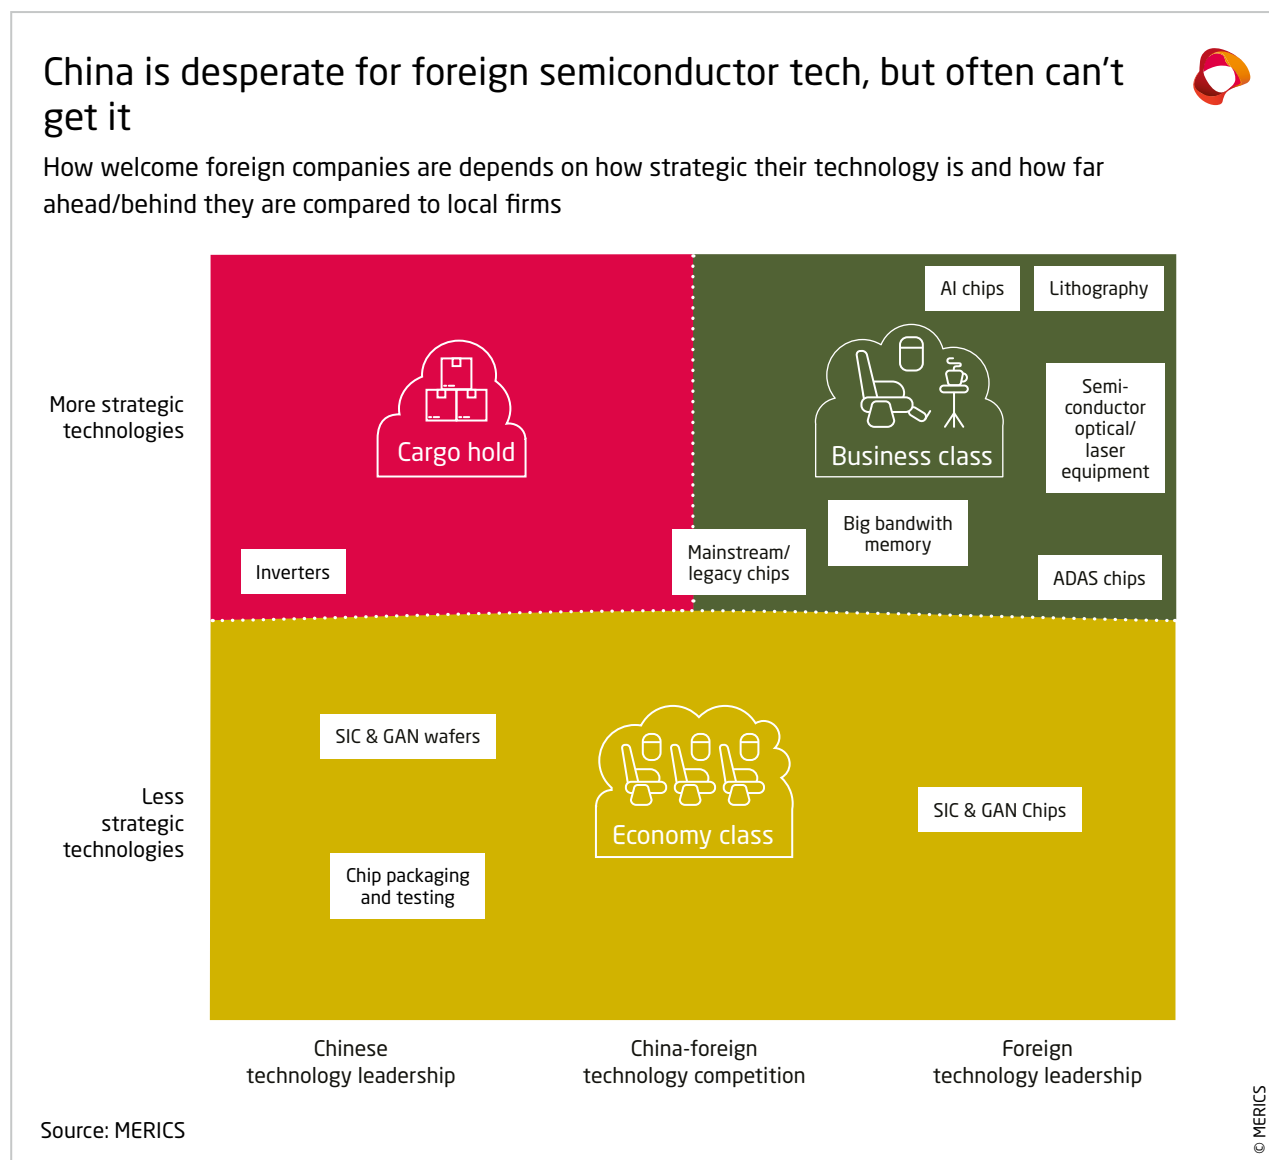 China is desperate for foreign semiconductor tech, but often can't
get it
How welcome foreign companies are depends on how strategic their technology is and how far
ahead/behind they are compared to local firms
AI chips
Lithography
Semi-
conductor
optical/
laser
equipment
More strategic
technologies
Cargo hold
Business class
Big bandwith
memory
Mainstream/
legacy chips
Inverters
ADAS chips
SIC & GAN wafers
Less
strategic
technologies
Economy class
SIC & GAN Chips
Chip packaging
and testing
Chinese
technology leadership
China-foreign
technology competition
Foreign
technology leadership
Source: MERICS
© MERICS